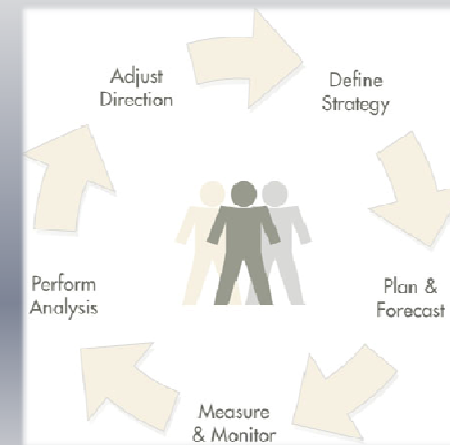 Adjust
Direction
Define
Strategy
Plan &
Forecast
Measure
& Monitor
Perform
Analysis